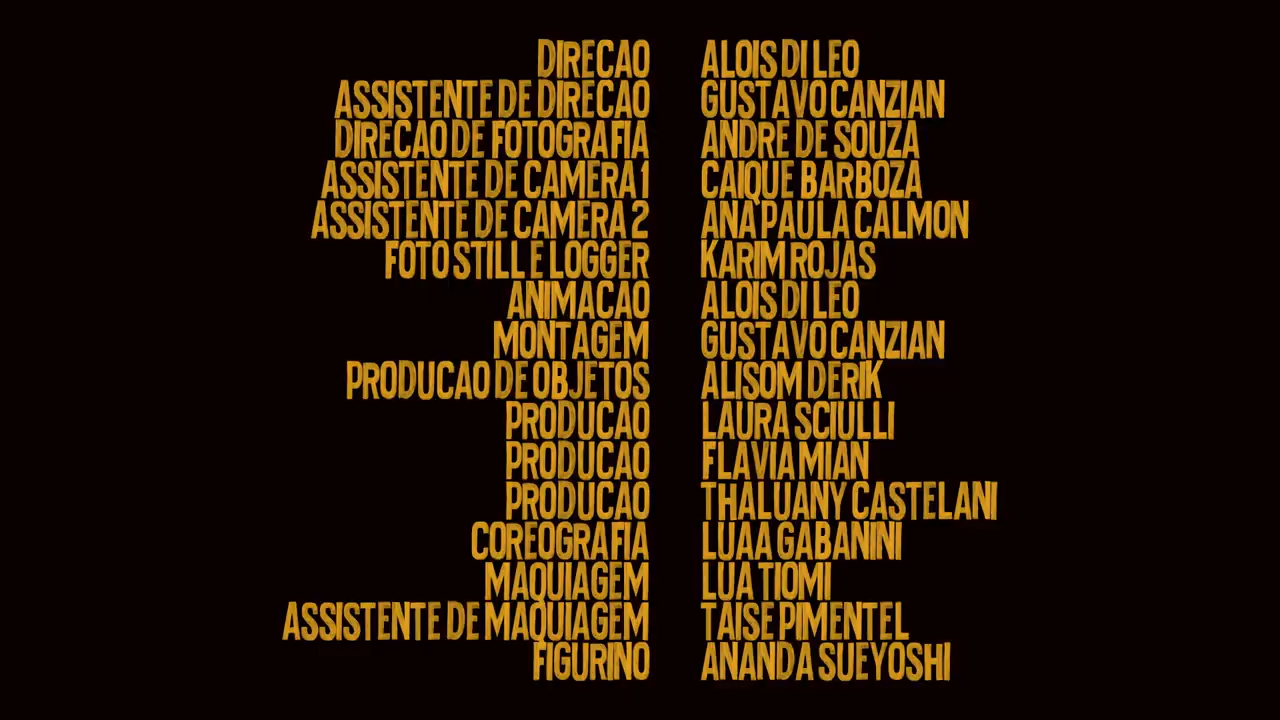 DIRECAO ALOIS DI LEO
ASSISTENTE DE DIRECAO GUSTAVO CANZIAN
DIRECAO DE FOTOGRAFIA ANDRE DE SOUZA
ASSISTENTE DE CAMERA 1 CAIQUE BARBOZA
ASSISTENTE DE CAMERA 2 ANA PAULA CALMON
FOTO STILL E LOGGER KARIM ROJAS
ANIMACAO ALOIS DI LEO
MONTAGEM GUSTAVO CANZIAN
PRODUCAO DE OBJETOS ALISOM DERIK
PRODUCAO LAURA SCIULLI
PRODUCAO FLAVIA MIAN
PRODUCAO THALUANY CASTELANI
COREOGRAFIA LUAA GABANINI
MAQUIAGEM LUA TIOMI
ASSISTENTE DE MAQUIAGEM TAISE PIMENTEL
FIGURINO ANANDA SUEYOSHI